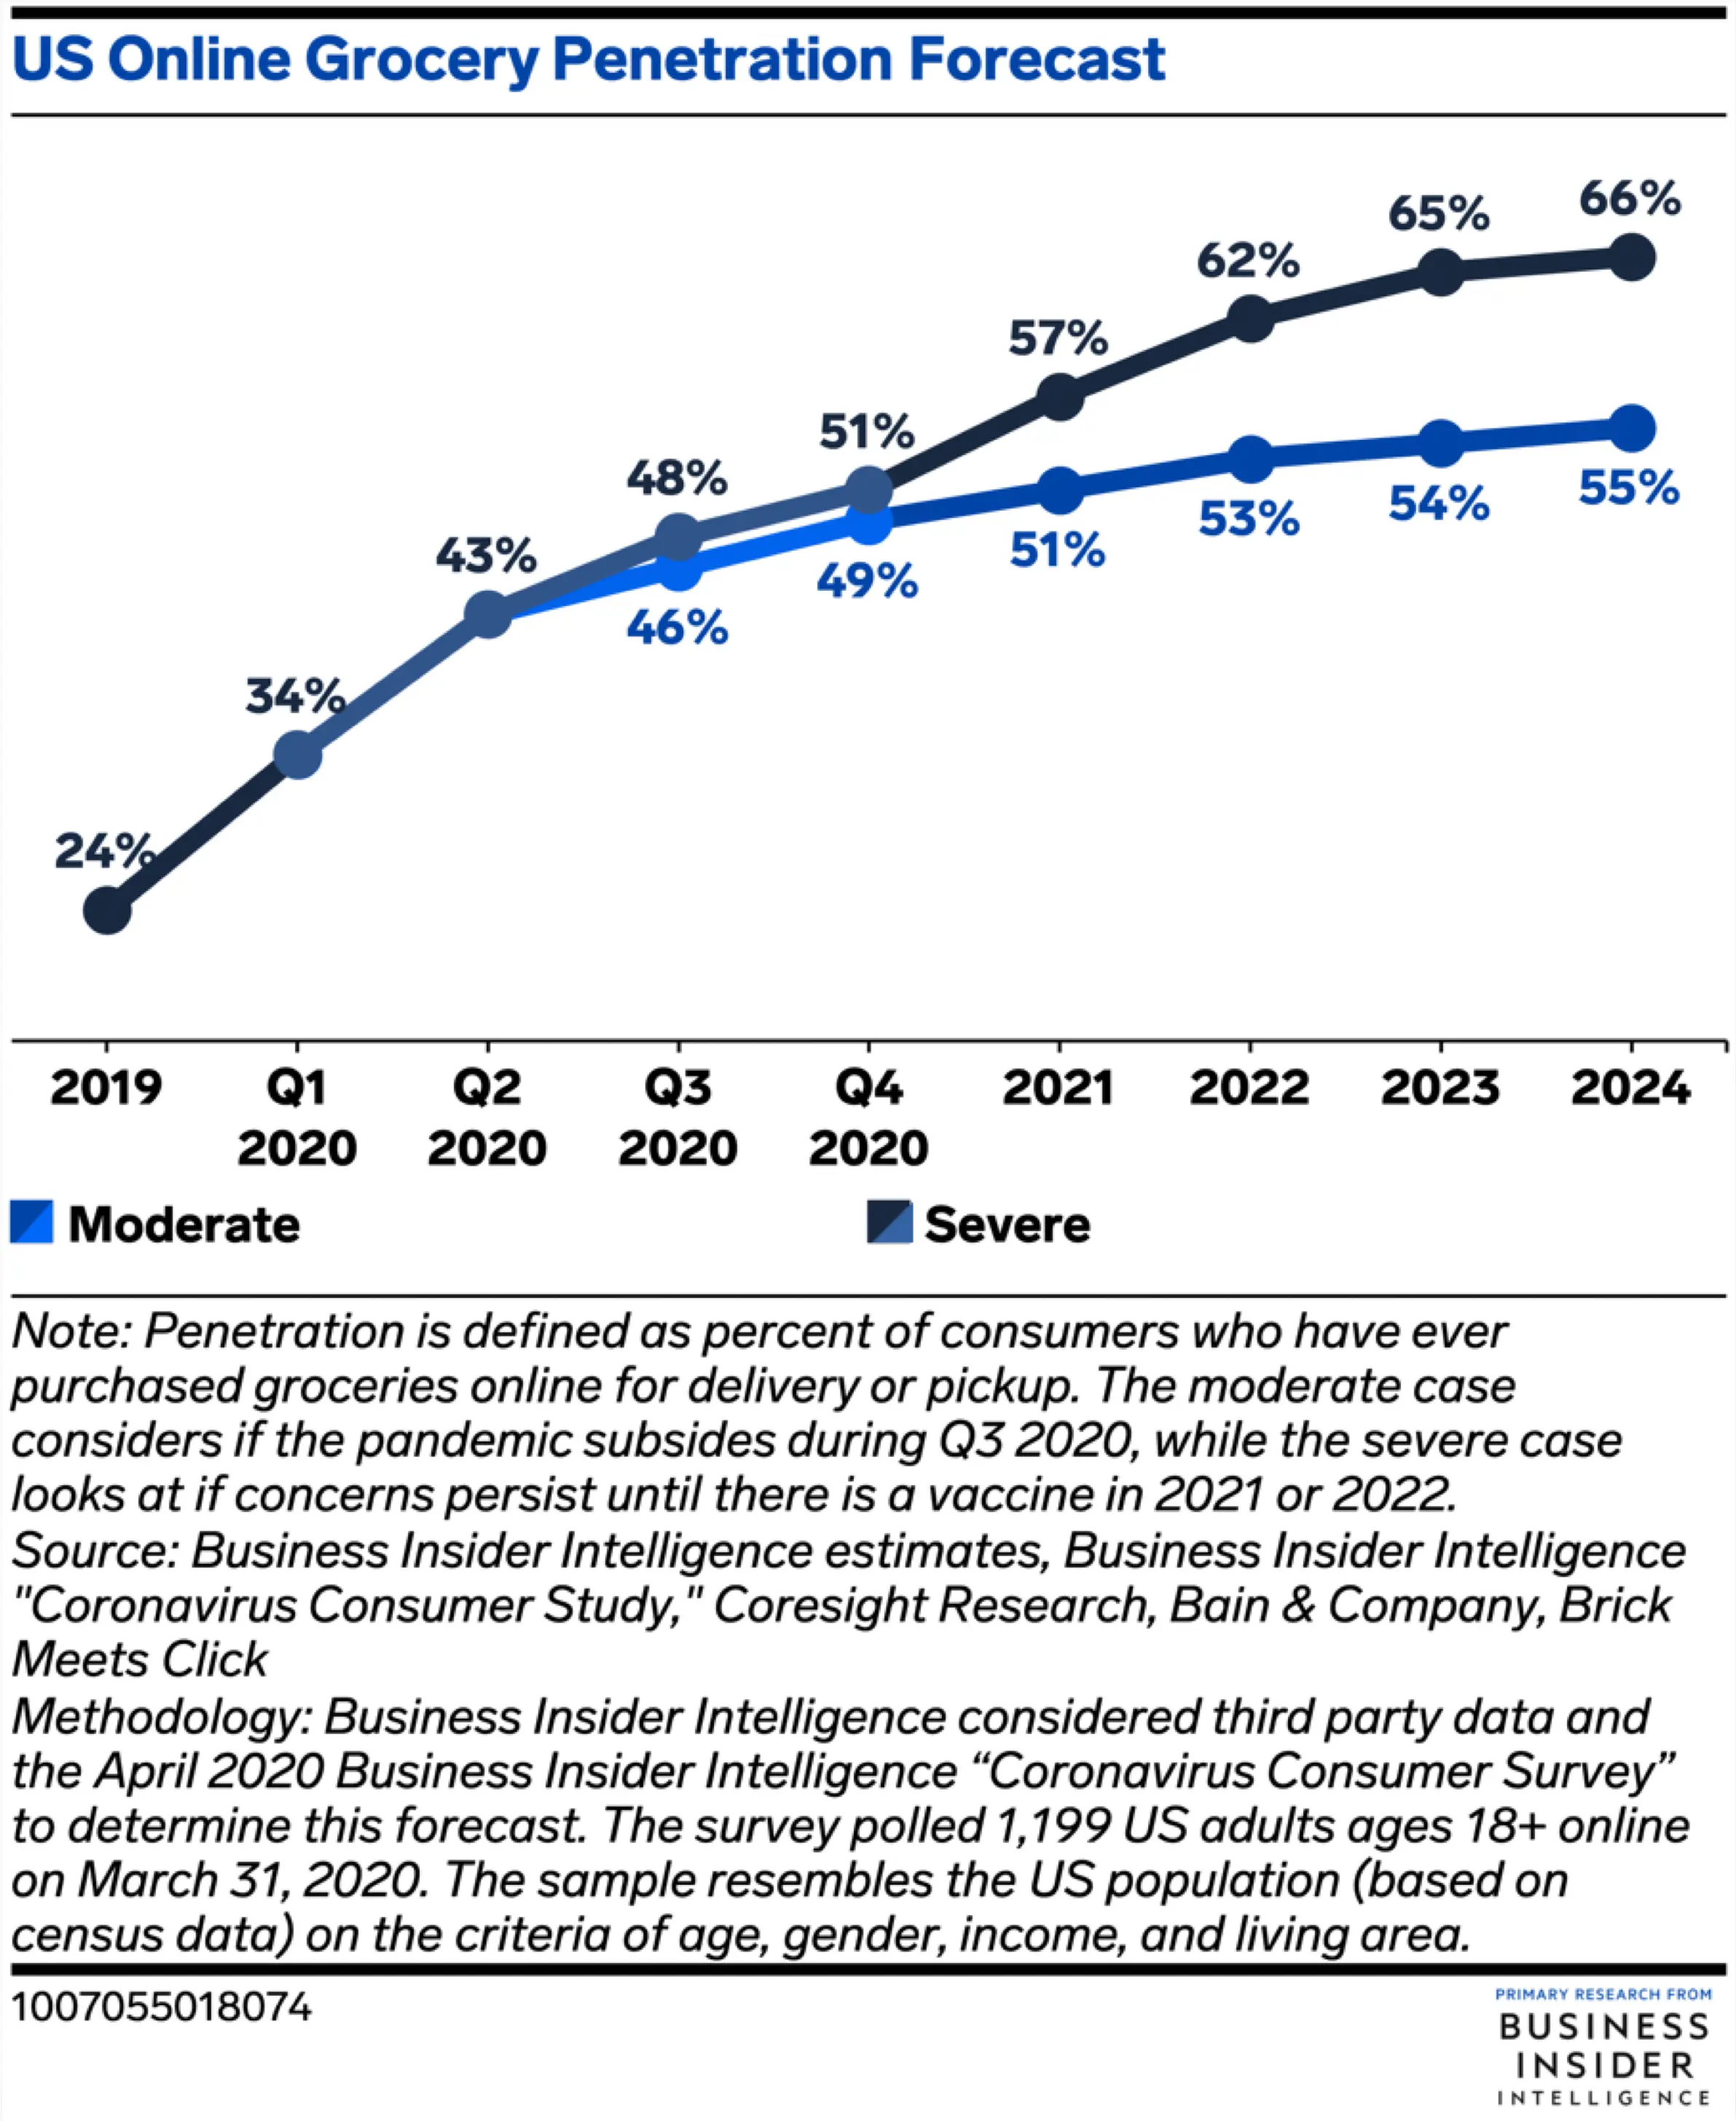 US Online Grocery Penetration Forecast
66%
65%
62%
57%
51%
48%
43%
34%
24%
46%
49%
51%
53%
54%
55%
2019 Q1 Q2 Q3 Q4 2021 2022 2023 2024
2020 2020 2020 2020
Moderate Severe
Note: Penetration is defined as percent of consumers who have ever
purchased groceries online for delivery or pickup. The moderate case
considers if the pandemic subsides during Q3 2020, while the severe case
looks at if concerns persist until there is a vaccine in 2021 or 2022.
Source: Business Insider Intelligence estimates, Business Insider Intelligence
"Coronavirus Consumer Study," Coresight Research, Bain & Company, Brick
Meets Click
Methodology: Business Insider Intelligence considered third party data and
the April 2020 Business Insider Intelligence “Coronavirus Consumer Survey”
to determine this forecast. The survey polled 1,199 US adults ages 18+ online
on March 31, 2020. The sample resembles the US population (based on
census data) on the criteria of age, gender, income, and living area.
1007055018074
PRIMARY RESEARCH FROM
BUSINESS
INSIDER
INTELLIGENCE